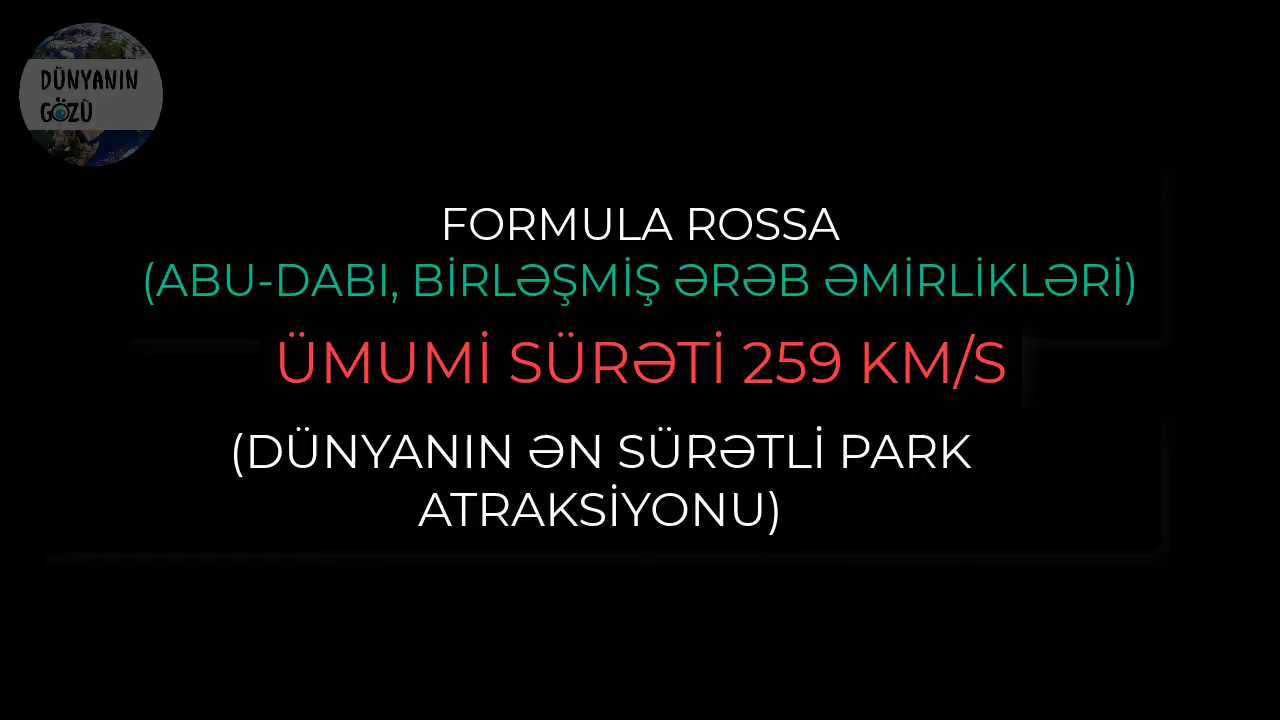 DÜNYANIN
GÖZÜ
FORMULA ROSSA
(ABU-DABI, BİRLƏŞMİŞ ƏRƏB ƏMİRLİKLƏRİ)
ÜMUMİ SÜRƏTİ 259 KM/S
(DÜNYANIN ƏN SÜRƏTLİ PARK
ATRAKSİYONU)